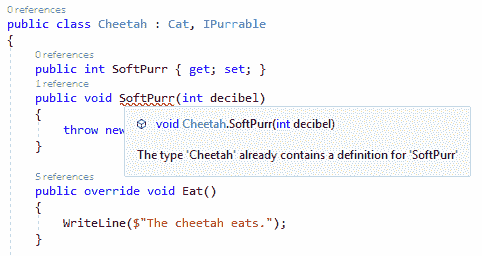 0 references
public class Cheetah : Cat, IPurrable
{
0 references
public int SoftPurr { get; set; }
1 reference
public void SoftPurr(int decibel)
{
throw new
}
void Cheetah.SoftPurr(int decibel)
The type 'Cheetah' already contains a definition for 'SoftPurr'
5 references
public override void Eat()
{
WriteLine($"The cheetah eats.");
}